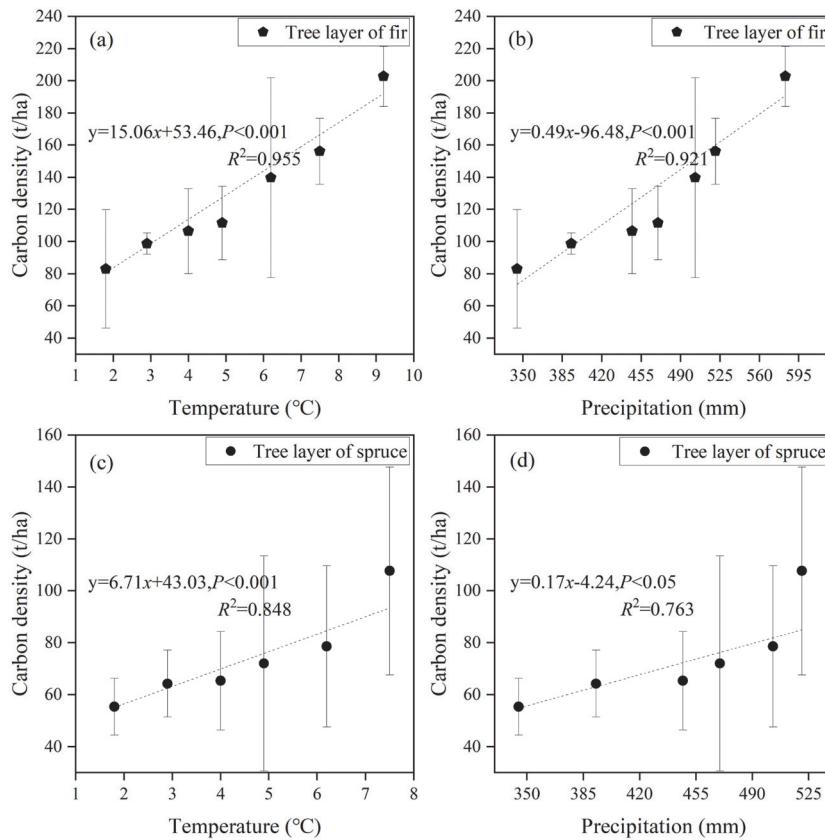 (a)
Tree layer of fir
y=15.06x+53.46,P<0.001
R²=0.955
Carbon density (t/ha)
240
220
200
180
160
140
120
100
80
60
40
1 2 3 4 5 6 7 8 9 10
Temperature (℃)
(b)
Tree layer of fir
y=0.49x-96.48,P<0.001
R²=0.921
Carbon density (t/ha)
350 385 420 455 490 525 560 595
Precipitation (mm)
(c)
Tree layer of spruce
y=6.71x+43.03,P<0.001
R²=0.848
Carbon density (t/ha)
160
140
120
100
80
60
40
1 2 3 4 5 6 7 8
Temperature (℃)
(d)
Tree layer of spruce
y=0.17x-4.24,P<0.05
R²=0.763
Carbon density (t/ha)
350 385 420 455 490 525
Precipitation (mm)